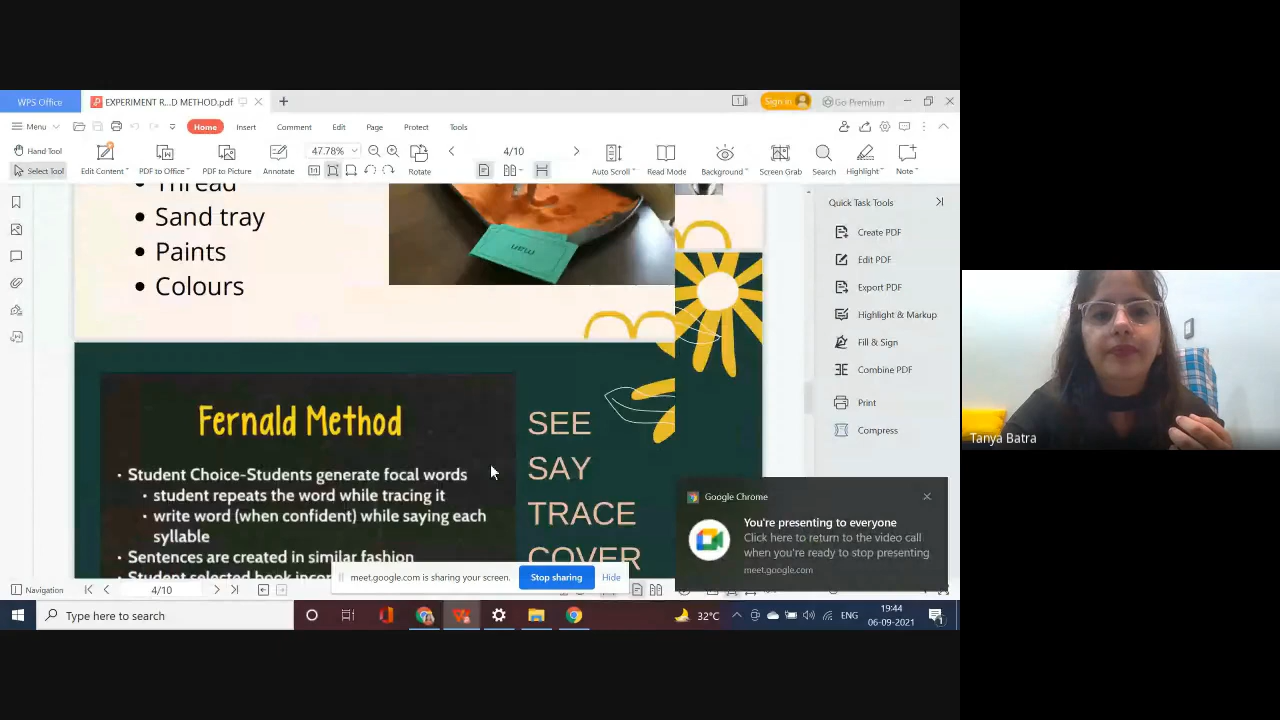 WPS Office
EXPERIMENT R...D METHOD.pdf
1
Sign in
Go Premium
Menu
Home
Insert
Comment
Edit
Page
Protect
Tools
Hand Tool
Select Tool
Edit Content
PDF to Office
PDF to Picture
Annotate
47.78%
4/10
Rotate
Auto Scroll
Read Mode
Background
Screen Grab
Search
Highlight
Note
Thread
Sand tray
Paints
Colours
man
Fernald Method
Student Choice-Students generate focal words
student repeats the word while tracing it
write word (when confident) while saying each
syllable
Sentences are created in similar fashion
SEE
SAY
TRACE
COVER
Quick Task Tools
Create PDF
Edit PDF
Export PDF
Highlight & Markup
Fill & Sign
Combine PDF
Print
Compress
Google Chrome
You're presenting to everyone
Click here to return to the video call
when you're ready to stop presenting
meet.google.com
Navigation
4/10
meet.google.com is sharing your screen.
Stop sharing
Hide
Type here to search
32°C
ENG
19:44
06-09-2021
Tanya Batra